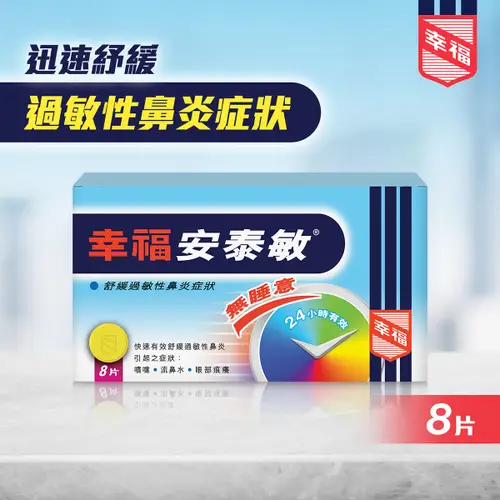 幸福
迅速紓緩
過敏性鼻炎症狀
幸福安泰敏®
舒緩過敏性鼻炎症狀
無睡意
24小時有效
幸福
快速有效舒緩過敏性鼻炎
引起之症狀：
噴嚏・流鼻水・眼部痕癢
8片
8片